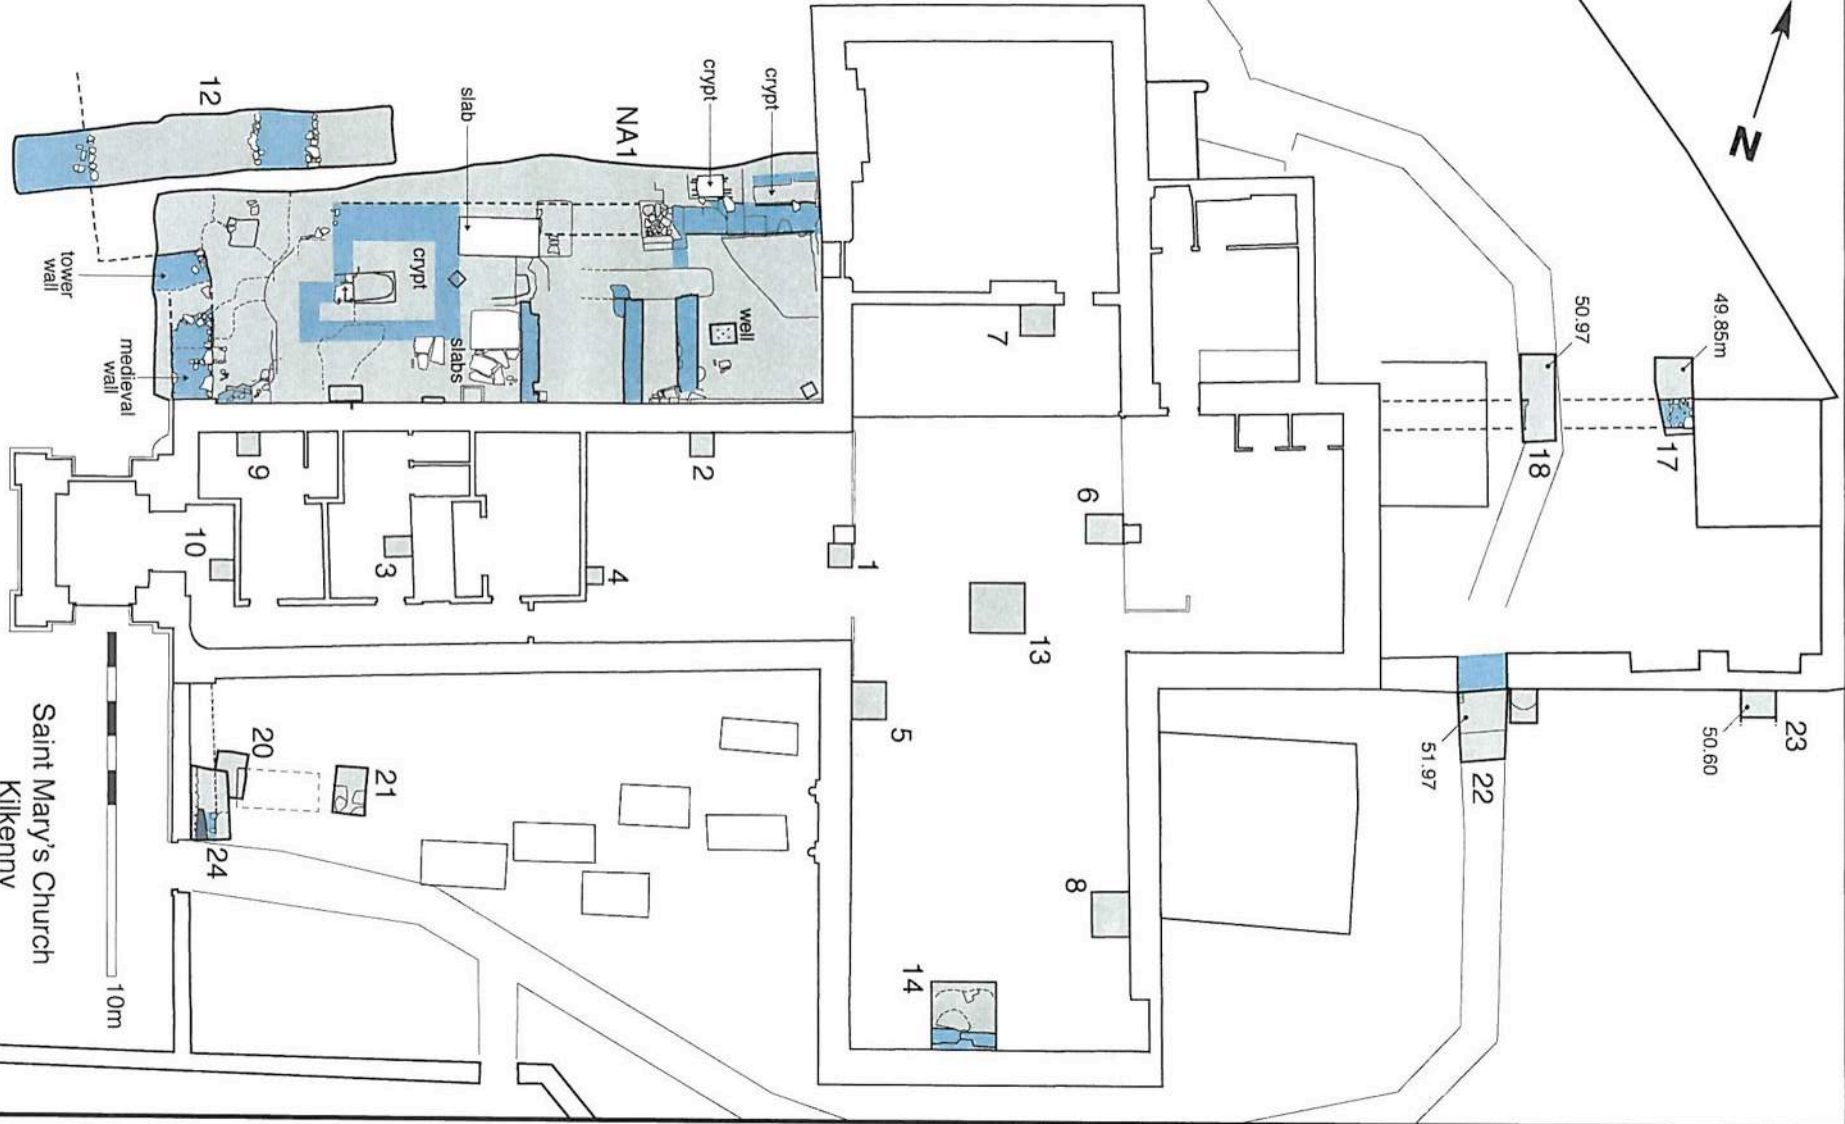 12
NA1
crypt
crypt
slab
N
49.85m
50.97
17
18
7
well
crypt
slabs
tower
wall
medieval
wall
9
2
6
10
3
4
1
13
5
20
21
24
22
23
51.97
50.60
8
14
10m
Saint Mary's Church
Kilkenny